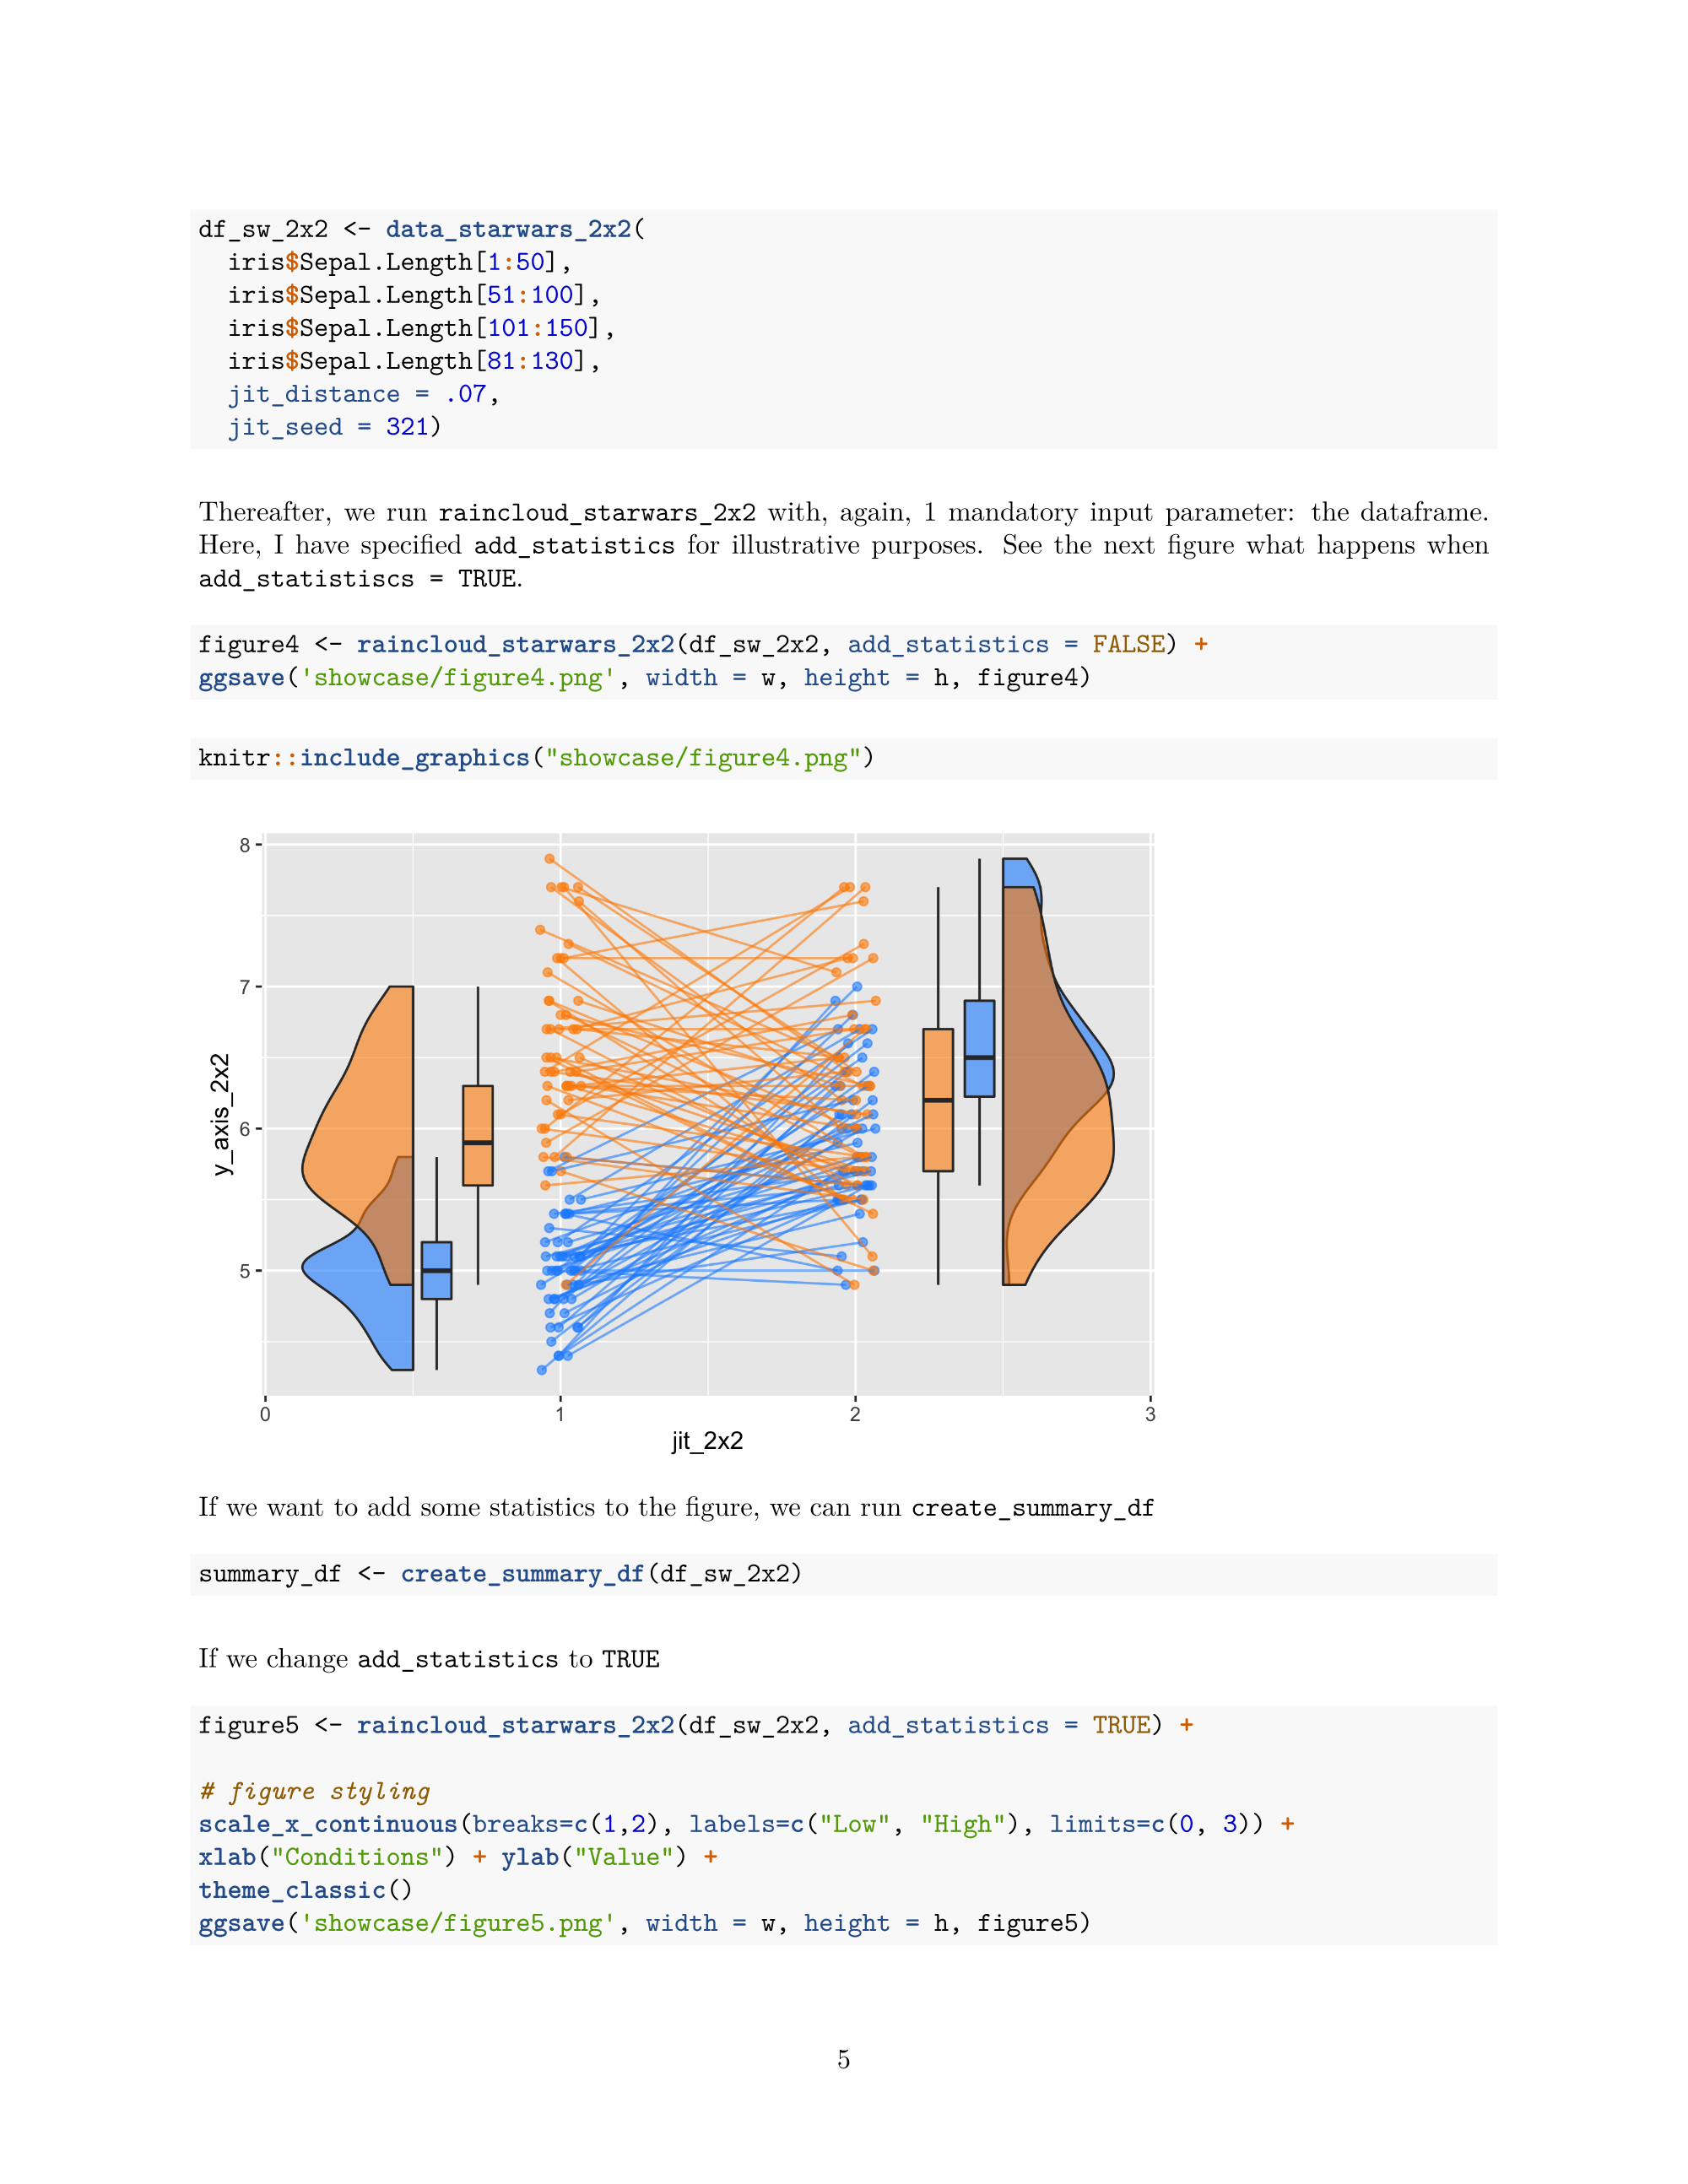 df_sw_2x2 <- data_starwars_2x2(
  iris$Sepal.Length[1:50],
  iris$Sepal.Length[51:100],
  iris$Sepal.Length[101:150],
  iris$Sepal.Length[81:130],
  jit_distance = .07,
  jit_seed = 321)
Thereafter, we run raincloud_starwars_2x2 with, again, 1 mandatory input parameter: the dataframe.
Here, I have specified add_statistics for illustrative purposes. See the next figure what happens when
add_statistiscs = TRUE.
figure4 <- raincloud_starwars_2x2(df_sw_2x2, add_statistics = FALSE) +
ggsave('showcase/figure4.png', width = w, height = h, figure4)
knitr::include_graphics("showcase/figure4.png")
8
7
6
5
y_axis_2x2
0 1 2 3
jit_2x2
If we want to add some statistics to the figure, we can run create_summary_df
summary_df <- create_summary_df(df_sw_2x2)
If we change add_statistics to TRUE
figure5 <- raincloud_starwars_2x2(df_sw_2x2, add_statistics = TRUE) +
# figure styling
scale_x_continuous(breaks=c(1,2), labels=c("Low", "High"), limits=c(0, 3)) +
xlab("Conditions") + ylab("Value") +
theme_classic()
ggsave('showcase/figure5.png', width = w, height = h, figure5)
5